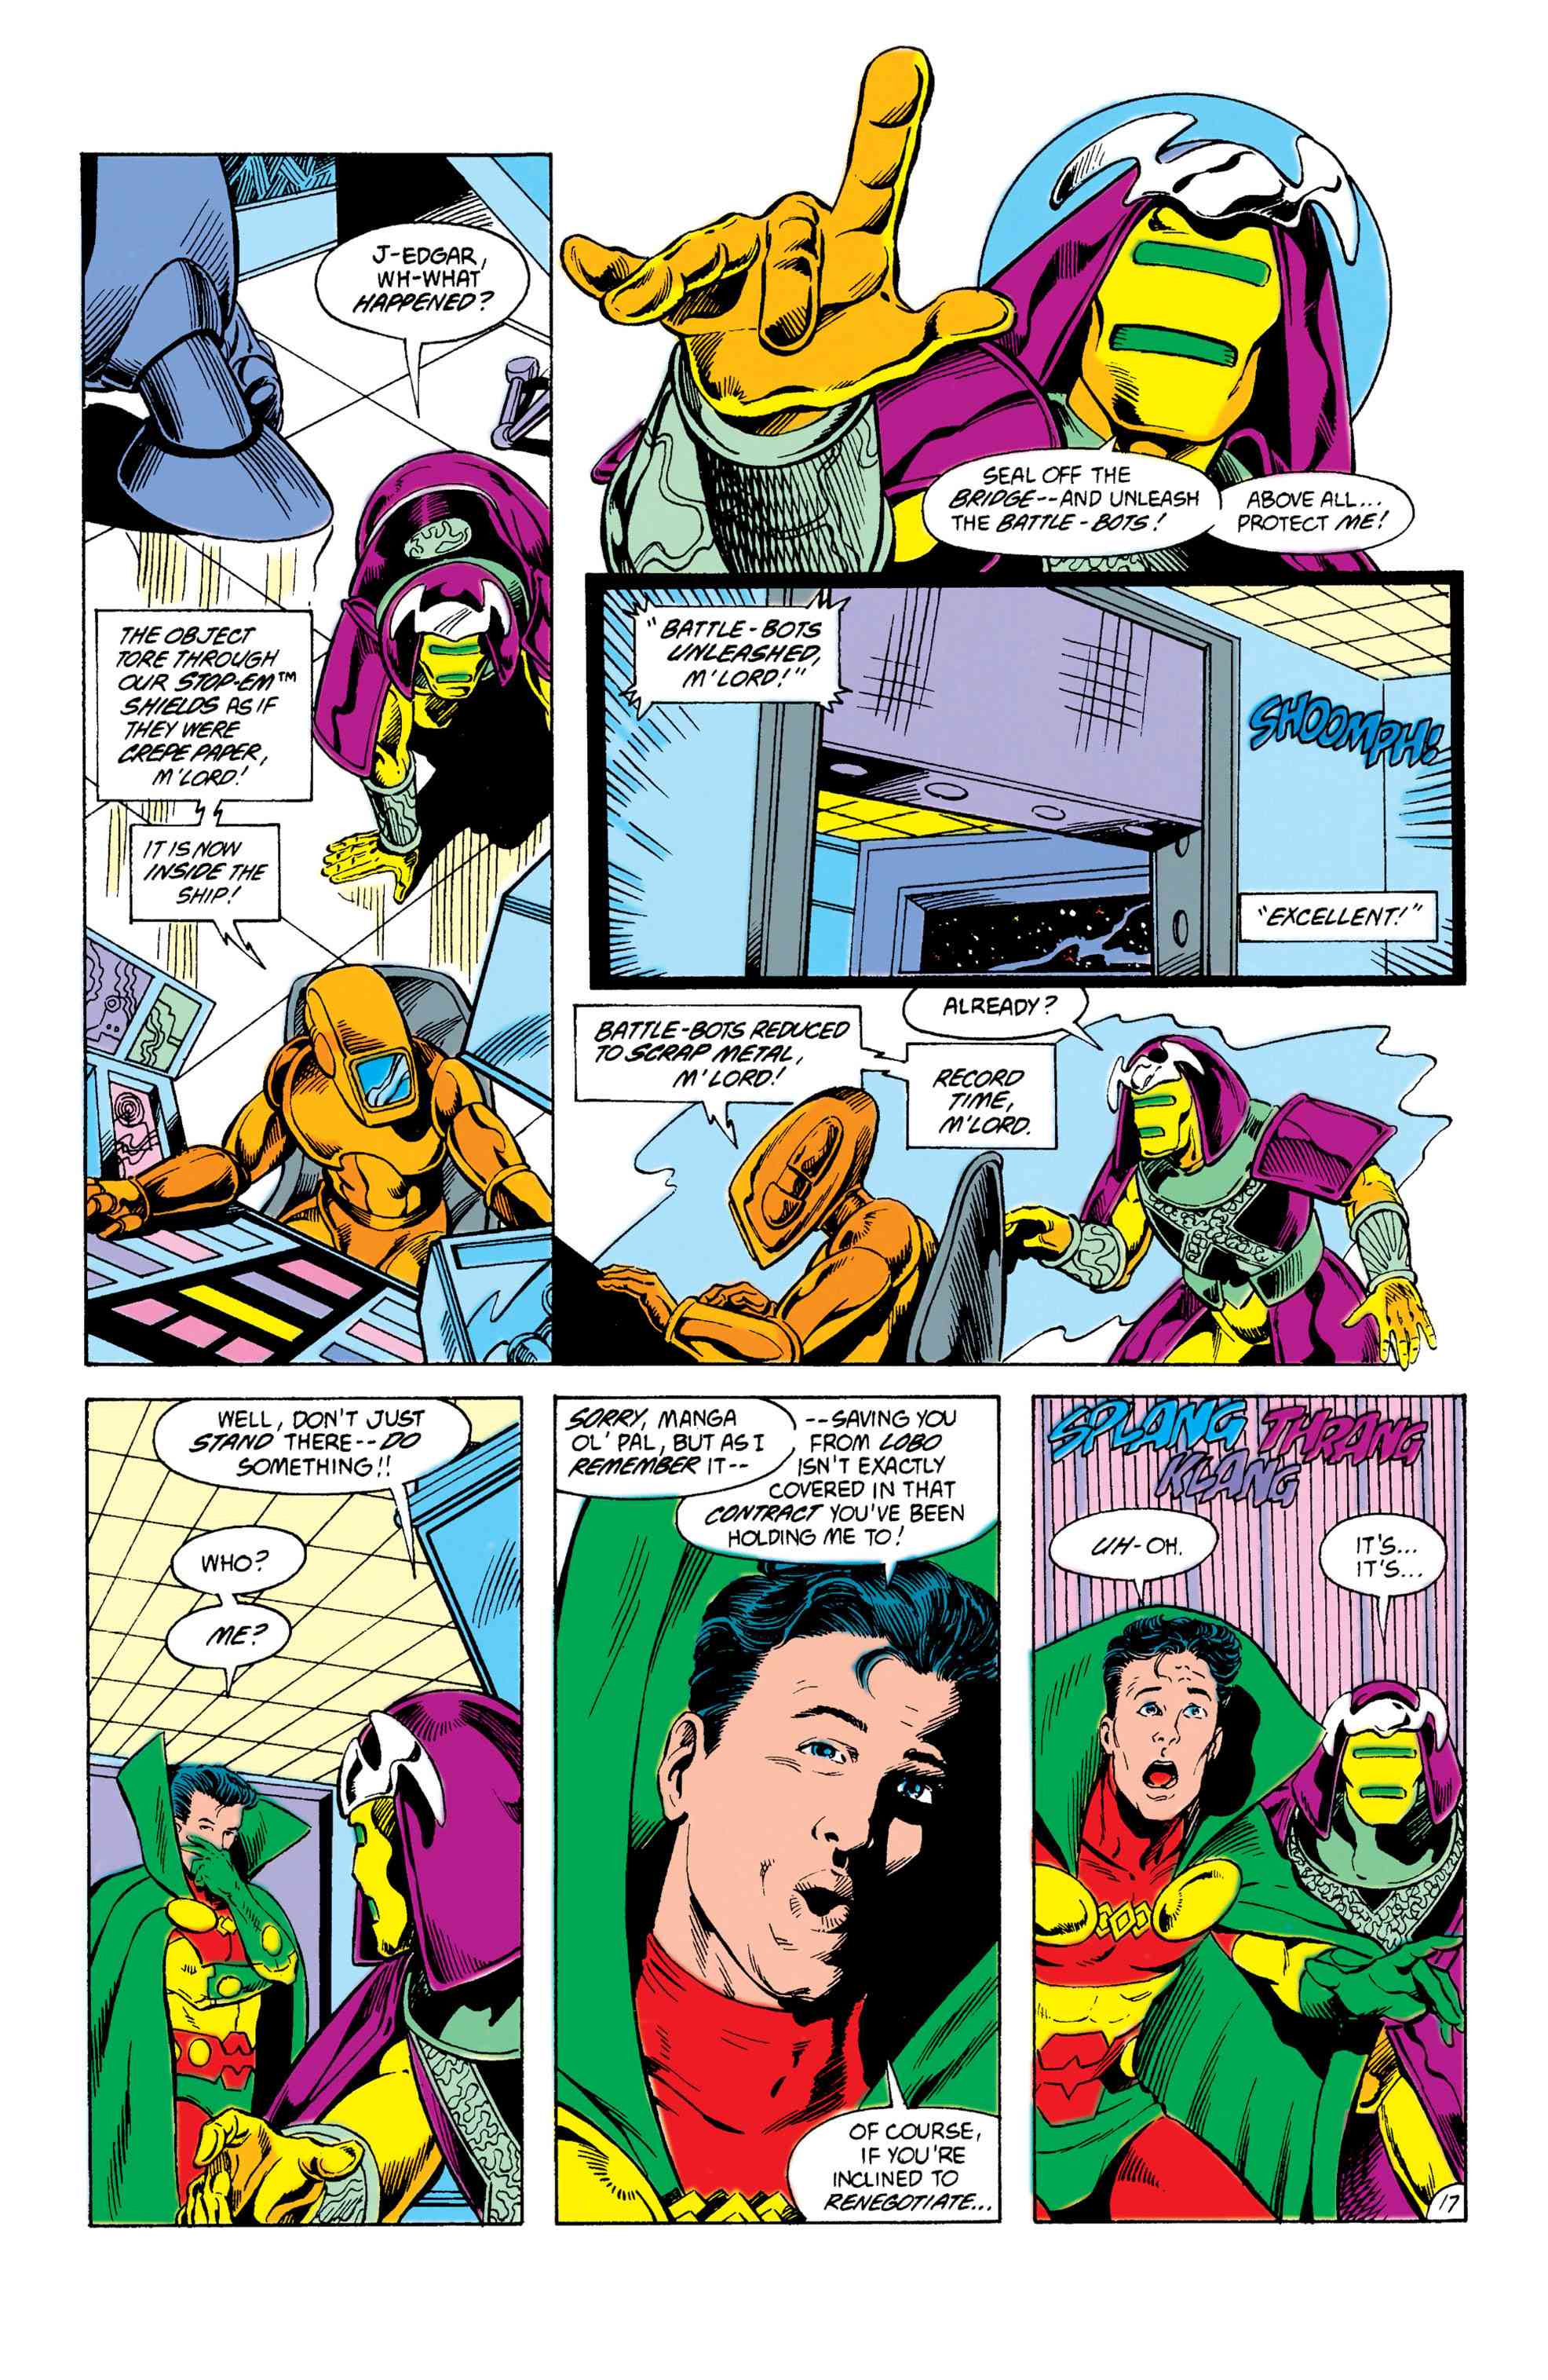 J-EDGAR,
WH-WHAT
HAPPENED?
THE OBJECT
TORE THROUGH
OUR STOP-EM™
SHIELDS AS IF
THEY WERE
CREPE PAPER,
M'LORD!
IT IS NOW
INSIDE THE
SHIP!
SEAL OFF THE
BRIDGE--AND UNLEASH
THE BATTLE-BOTS!
ABOVE ALL...
PROTECT ME!
"BATTLE-BOTS
UNLEASHED,
M'LORD!"
SHOOMPH!
"EXCELLENT!"
BATTLE-BOTS REDUCED
TO SCRAP METAL,
M'LORD!
ALREADY?
RECORD
TIME,
M'LORD.
WELL, DON'T JUST
STAND THERE--DO
SOMETHING!!
WHO?
ME?
SORRY, MANGA
OL' PAL, BUT AS I
REMEMBER IT--
--SAVING YOU
FROM LOBO
ISN'T EXACTLY
COVERED IN THAT
CONTRACT YOU'VE BEEN
HOLDING ME TO!
OF COURSE,
IF YOU'RE
INCLINED TO
RENEGOTIATE...
SPLANG THRANG
KLANG
UH-OH.
IT'S...
IT'S...
17